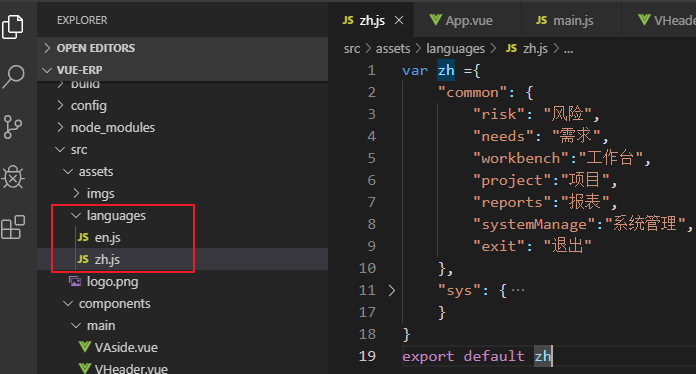 EXPLORER
OPEN EDITORS
VUE-ERP
build
config
node_modules
src
assets
imgs
languages
JS en.js
JS zh.js
logo.png
components
main
VAside.vue
VHeader.vue
JS zh.js × App.vue JS main.js VHea
src > assets > languages > JS zh.js > ...
1 var zh ={
2 "common": {
3 "risk": "风险",
4 "needs": "需求",
5 "workbench":"工作台",
6 "project":"项目",
7 "reports":"报表",
8 "systemManage":"系统管理",
9 "exit": "退出"
10 },
11 "sys": {⋯
17 }
18 }
19 export default zh